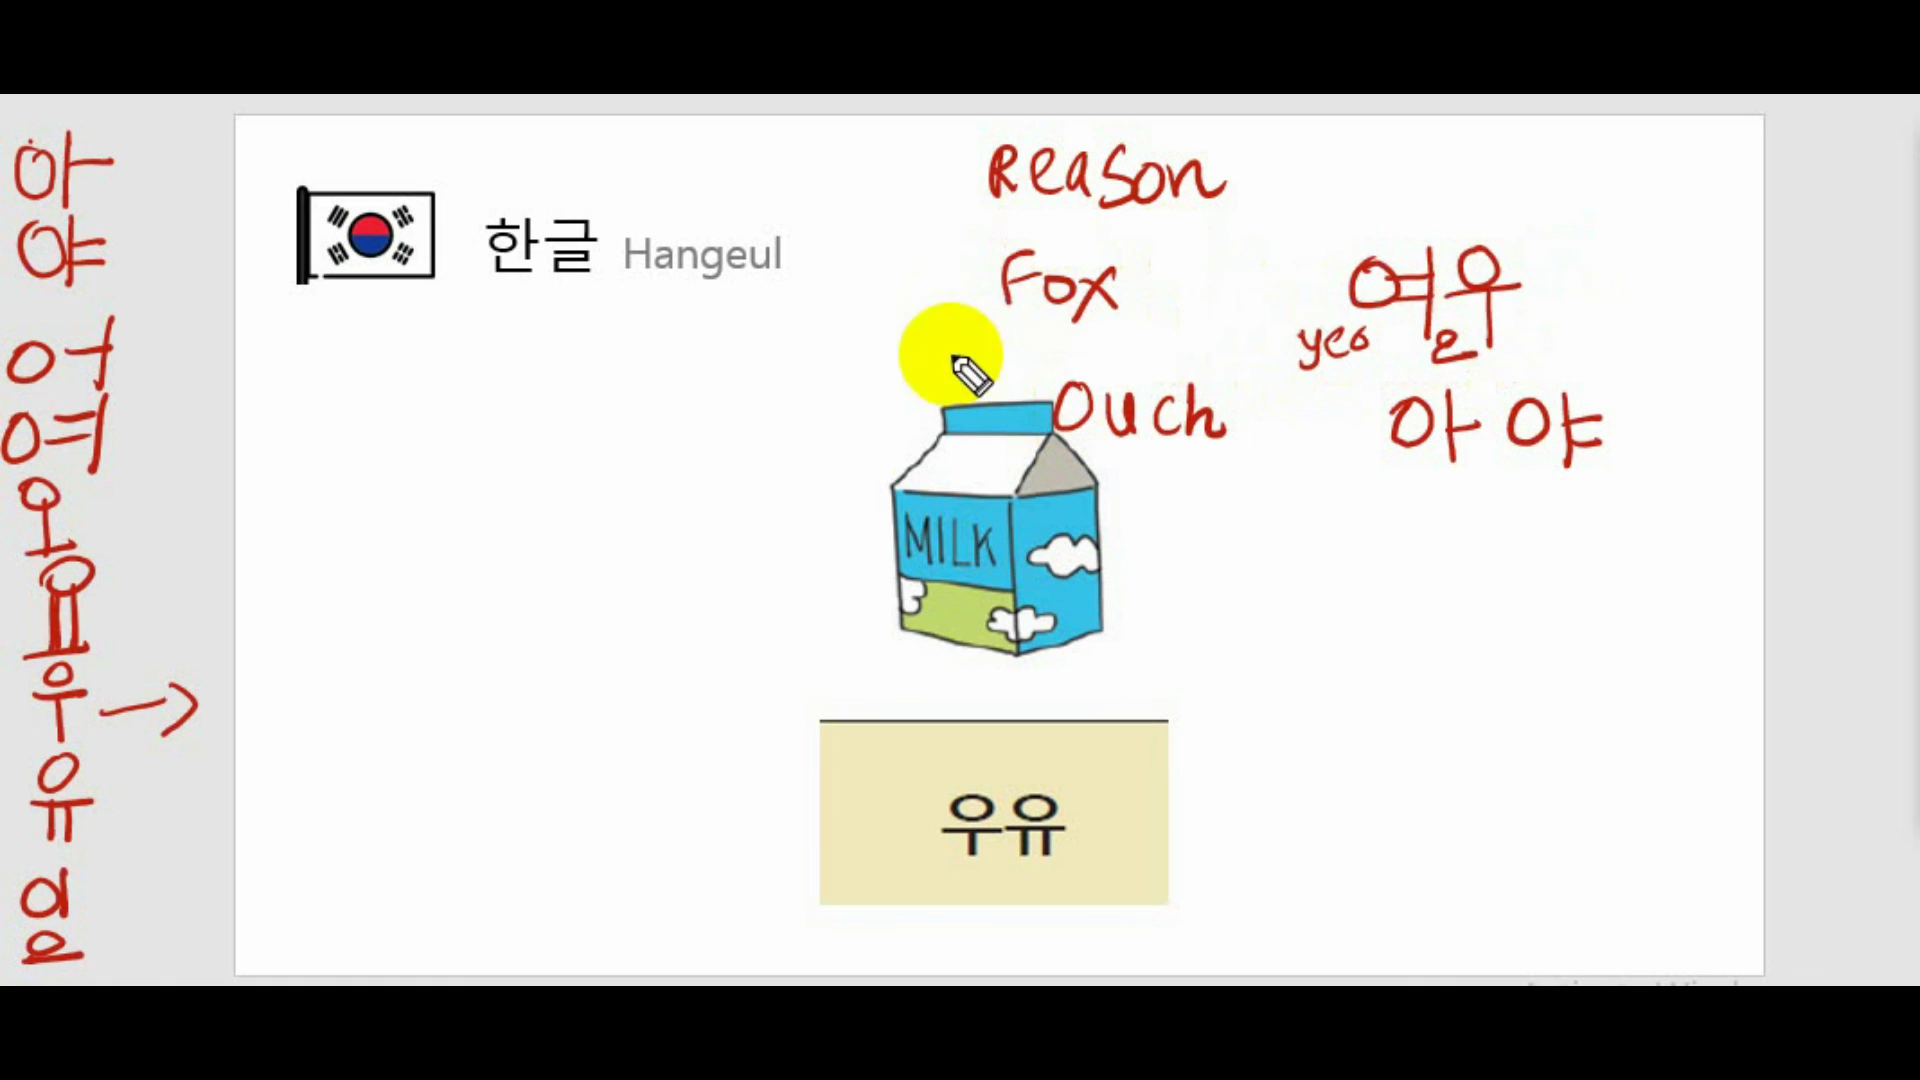 아
야
어
여
오
요
우 →
유
이
으
한글 Hangeul
Reason
Fox 여우
yeo
Ouch 아야
MILK
우유